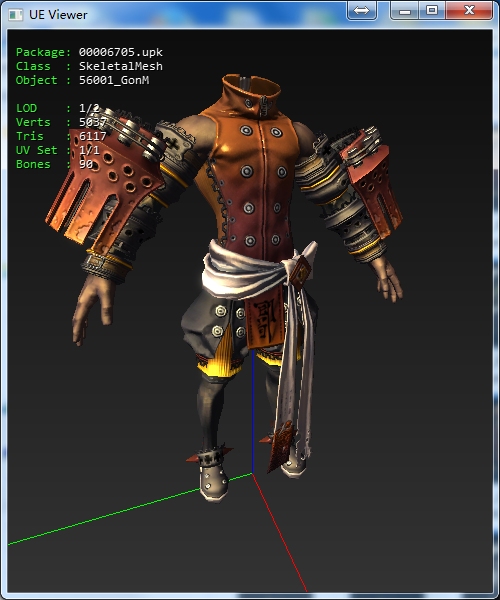 UE Viewer
Package: 00006705.upk
Class  : SkeletalMesh
Object : 56001_GonM
LOD    : 1/2
Verts  : 5037
Tris   : 6117
UV Set : 1/1
Bones  : 90